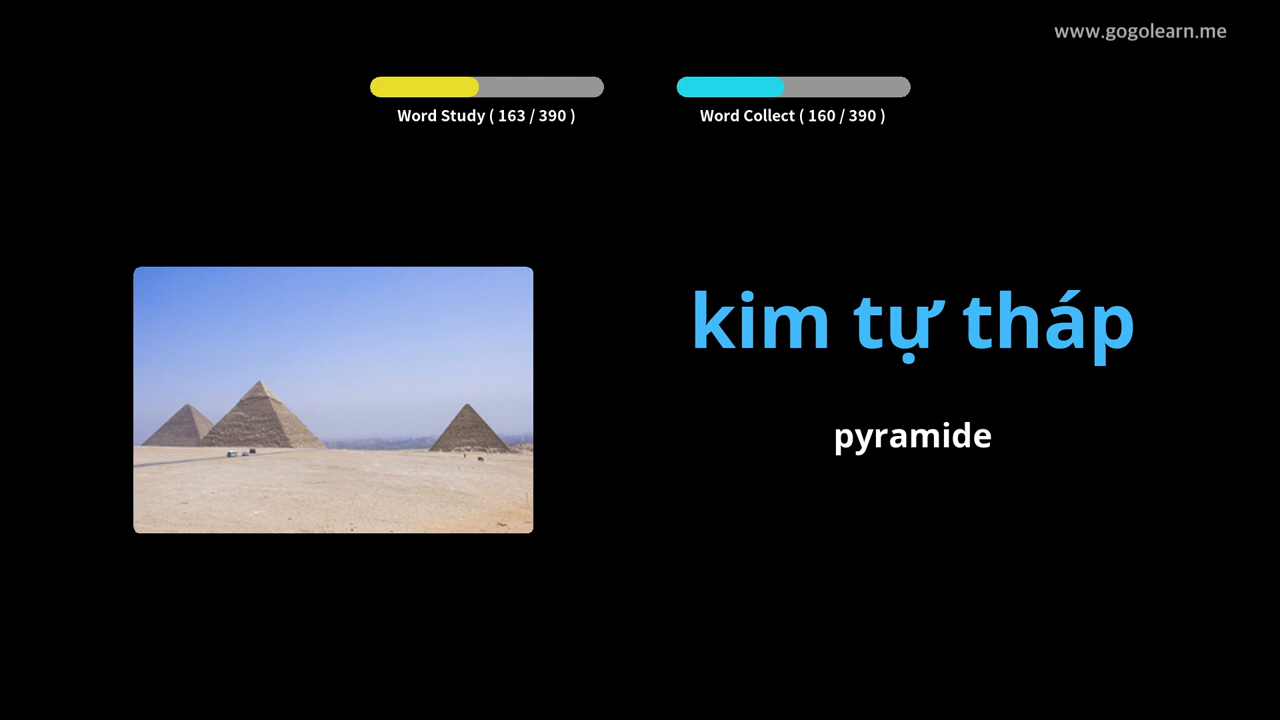 www.gogolearn.me
Word Study ( 163 / 390 )
Word Collect ( 160 / 390 )
kim tự tháp
pyramide